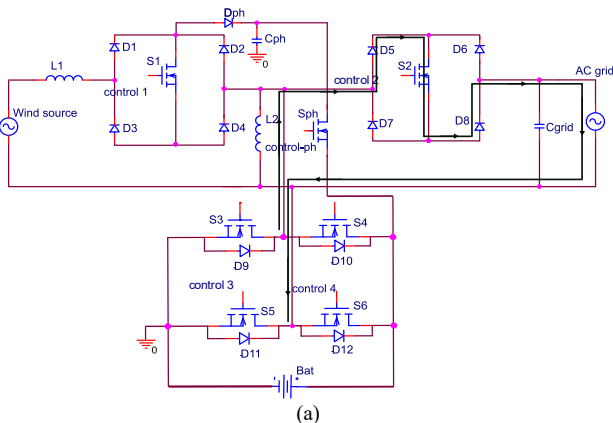 Dph
D1
S1
D2
Cph
0
D5
S2
D6
L1
control 1
control 2
AC grid
Wind source
Sph
D3
D4
L2
control-ph
D7
D8
Cgrid
S3
S4
D9
D10
control 3
control 4
S5
S6
0
D11
D12
- Bat +
(a)